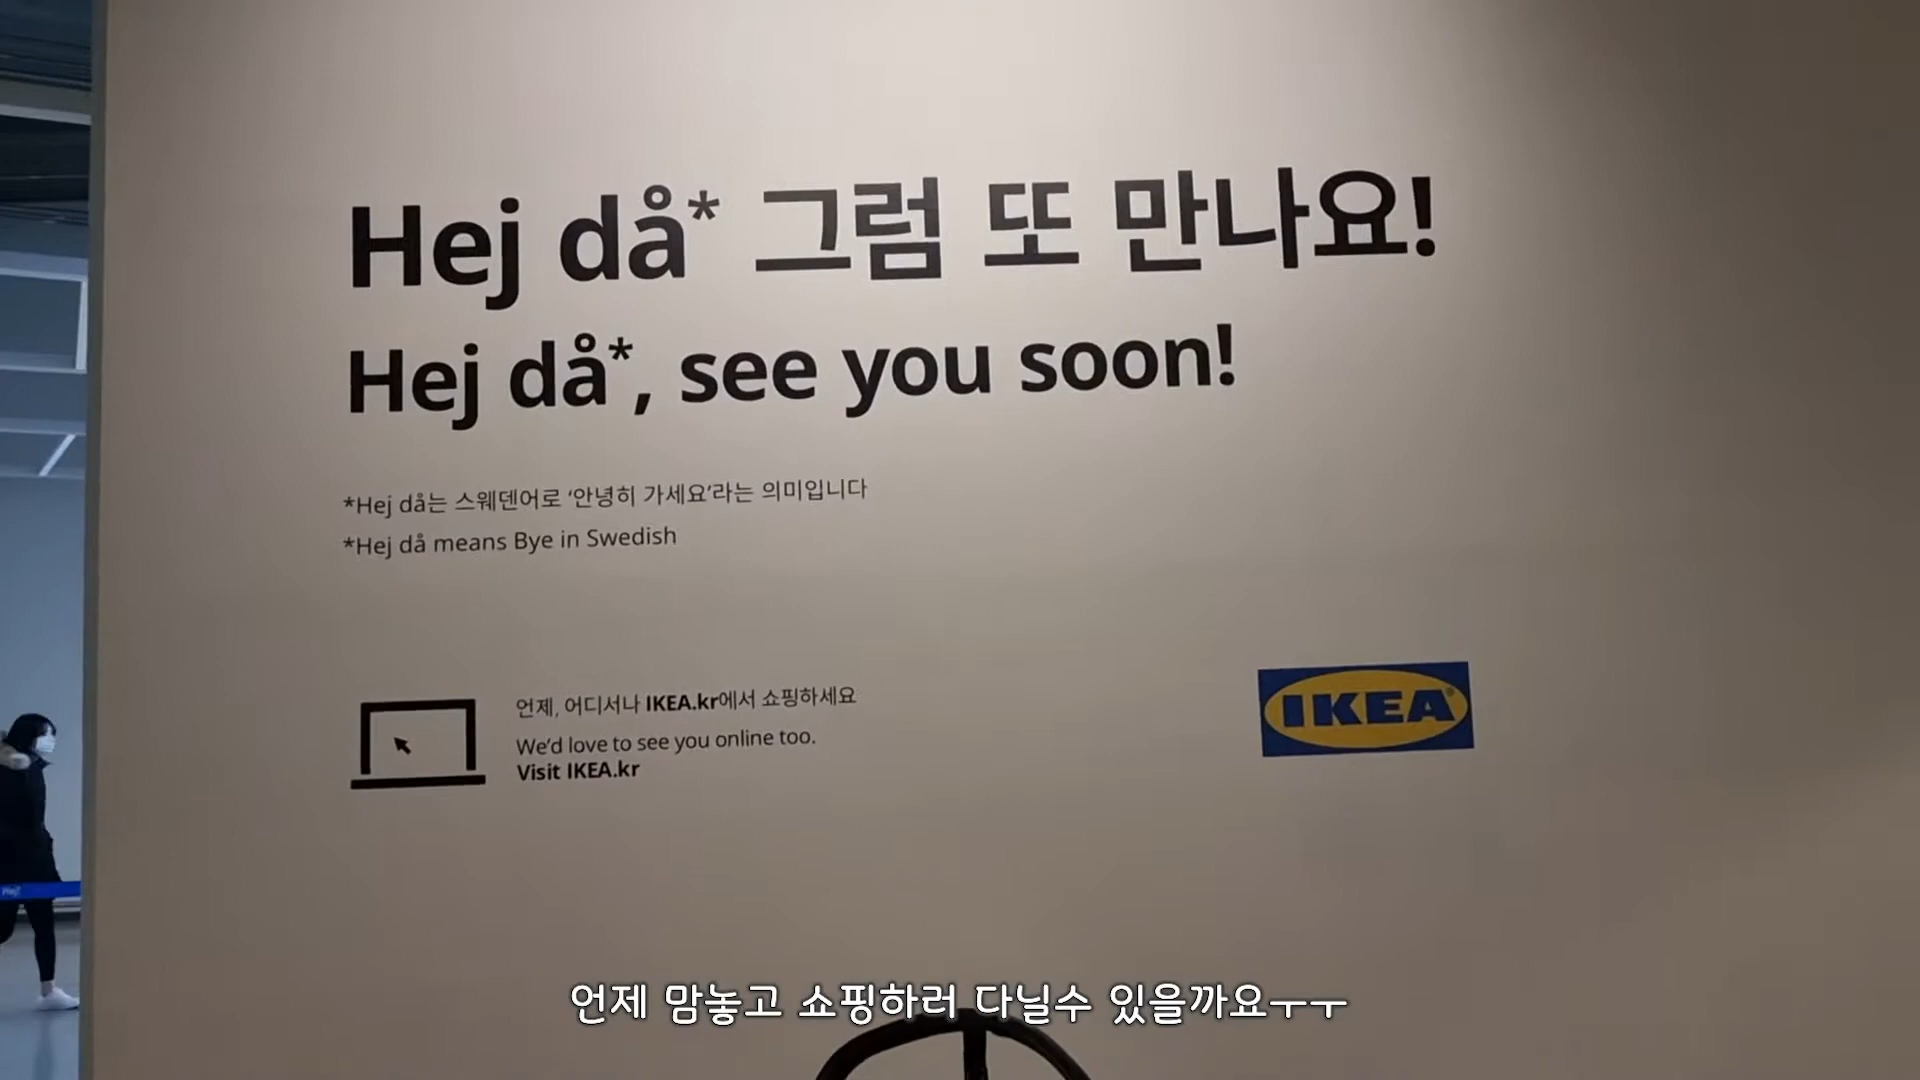 Hej då* 그럼 또 만나요!
Hej då*, see you soon!
*Hej då는 스웨덴어로 ‘안녕히 가세요’라는 의미입니다
*Hej då means Bye in Swedish
언제, 어디서나 IKEA.kr에서 쇼핑하세요
We’d love to see you online too.
Visit IKEA.kr
IKEA®
Hej!
언제 맘놓고 쇼핑하러 다닐수 있을까요ㅜㅜ